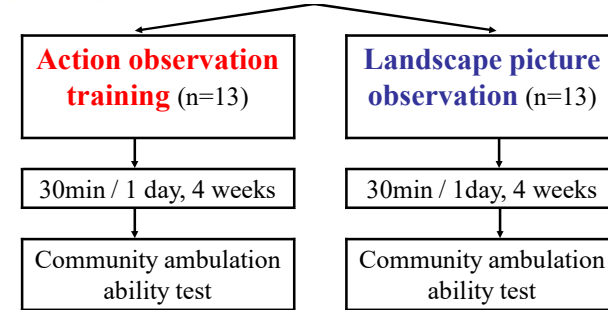 Action observation
training (n=13)
30min / 1 day, 4 weeks
Community ambulation
ability test
Landscape picture
observation (n=13)
30min / 1day, 4 weeks
Community ambulation
ability test